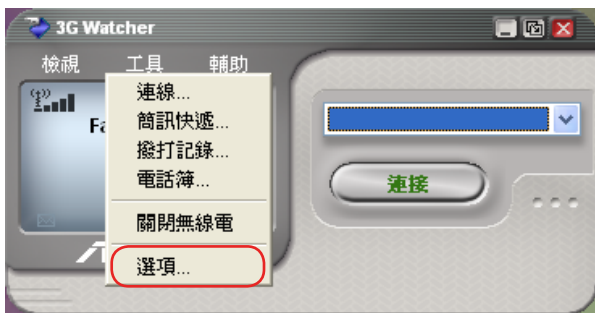 3G Watcher
檢視 工具 輔助
連線...
簡訊快遞...
撥打記錄...
電話簿...
關閉無線電
選項...
連接